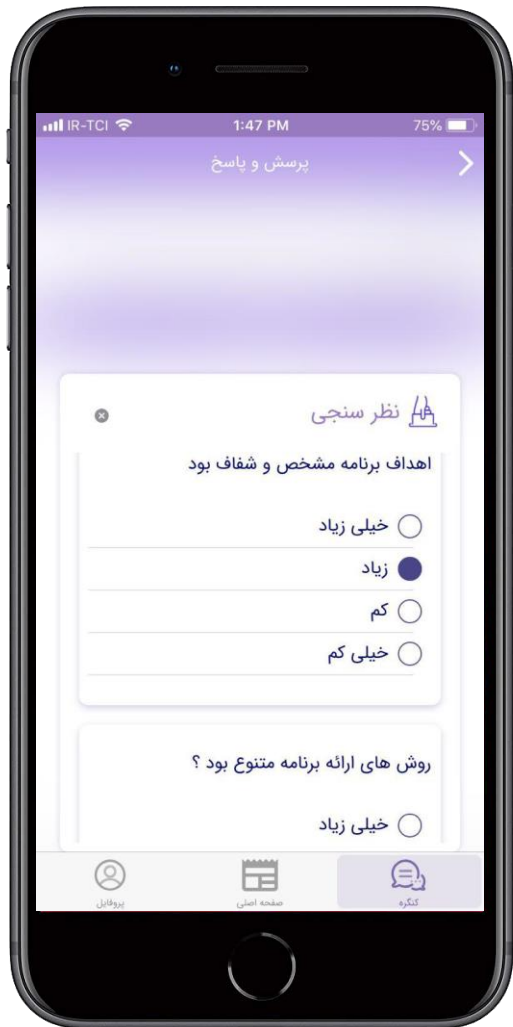 IR-TCI 1:47 PM 75%
پرسش و پاسخ
نظر سنجی
اهداف برنامه مشخص و شفاف بود
خیلی زیاد
زیاد
کم
خیلی کم
روش های ارائه برنامه متنوع بود ؟
خیلی زیاد
کنگره
صفحه اصلی
پروفایل